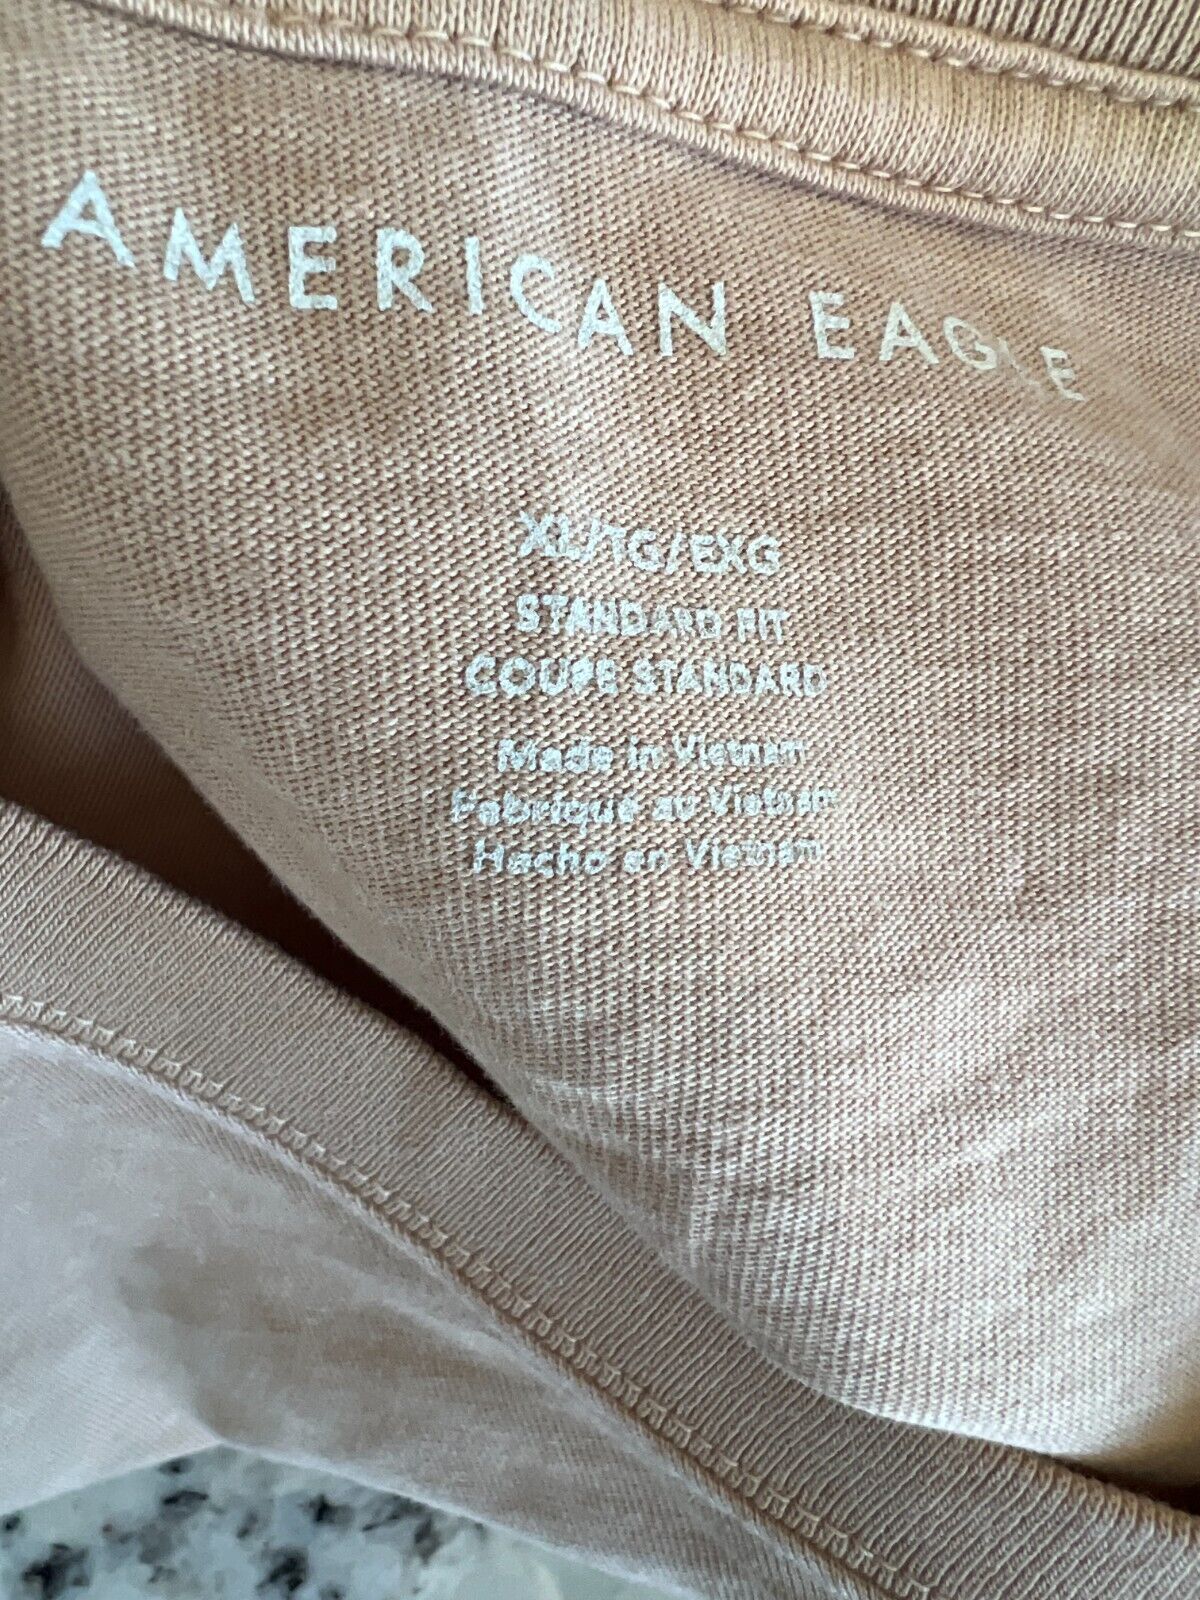 AMERICAN EAGLE
XL/TG/EXG
STANDARD FIT
COUPE STANDARD
Made in Vietnam
Fabriqué au Vietnam
Hecho en Vietnam